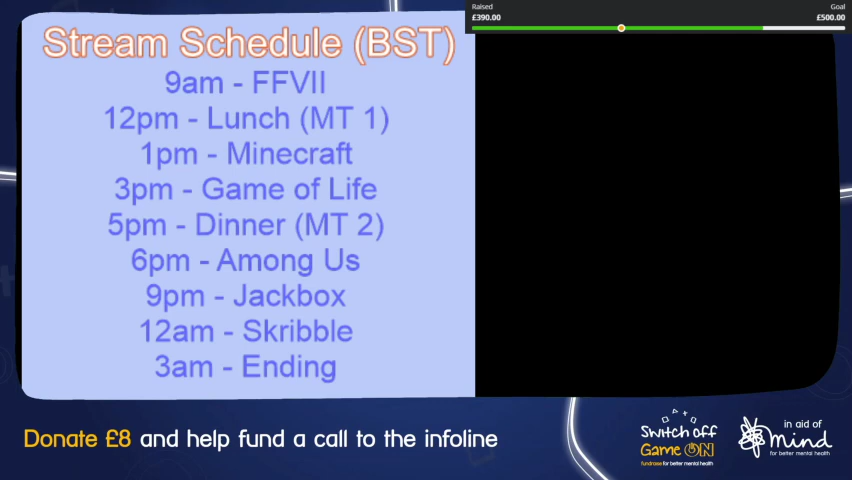 Raised
Goal
£390.00
£500.00
Stream Schedule (BST)
9am - FFVII
12pm - Lunch (MT 1)
1pm - Minecraft
3pm - Game of Life
5pm - Dinner (MT 2)
6pm - Among Us
9pm - Jackbox
12am - Skribble
3am - Ending
Donate £8 and help fund a call to the infoline
Switch off
Game ON
fundraise for better mental health
in aid of
mind
for better mental health